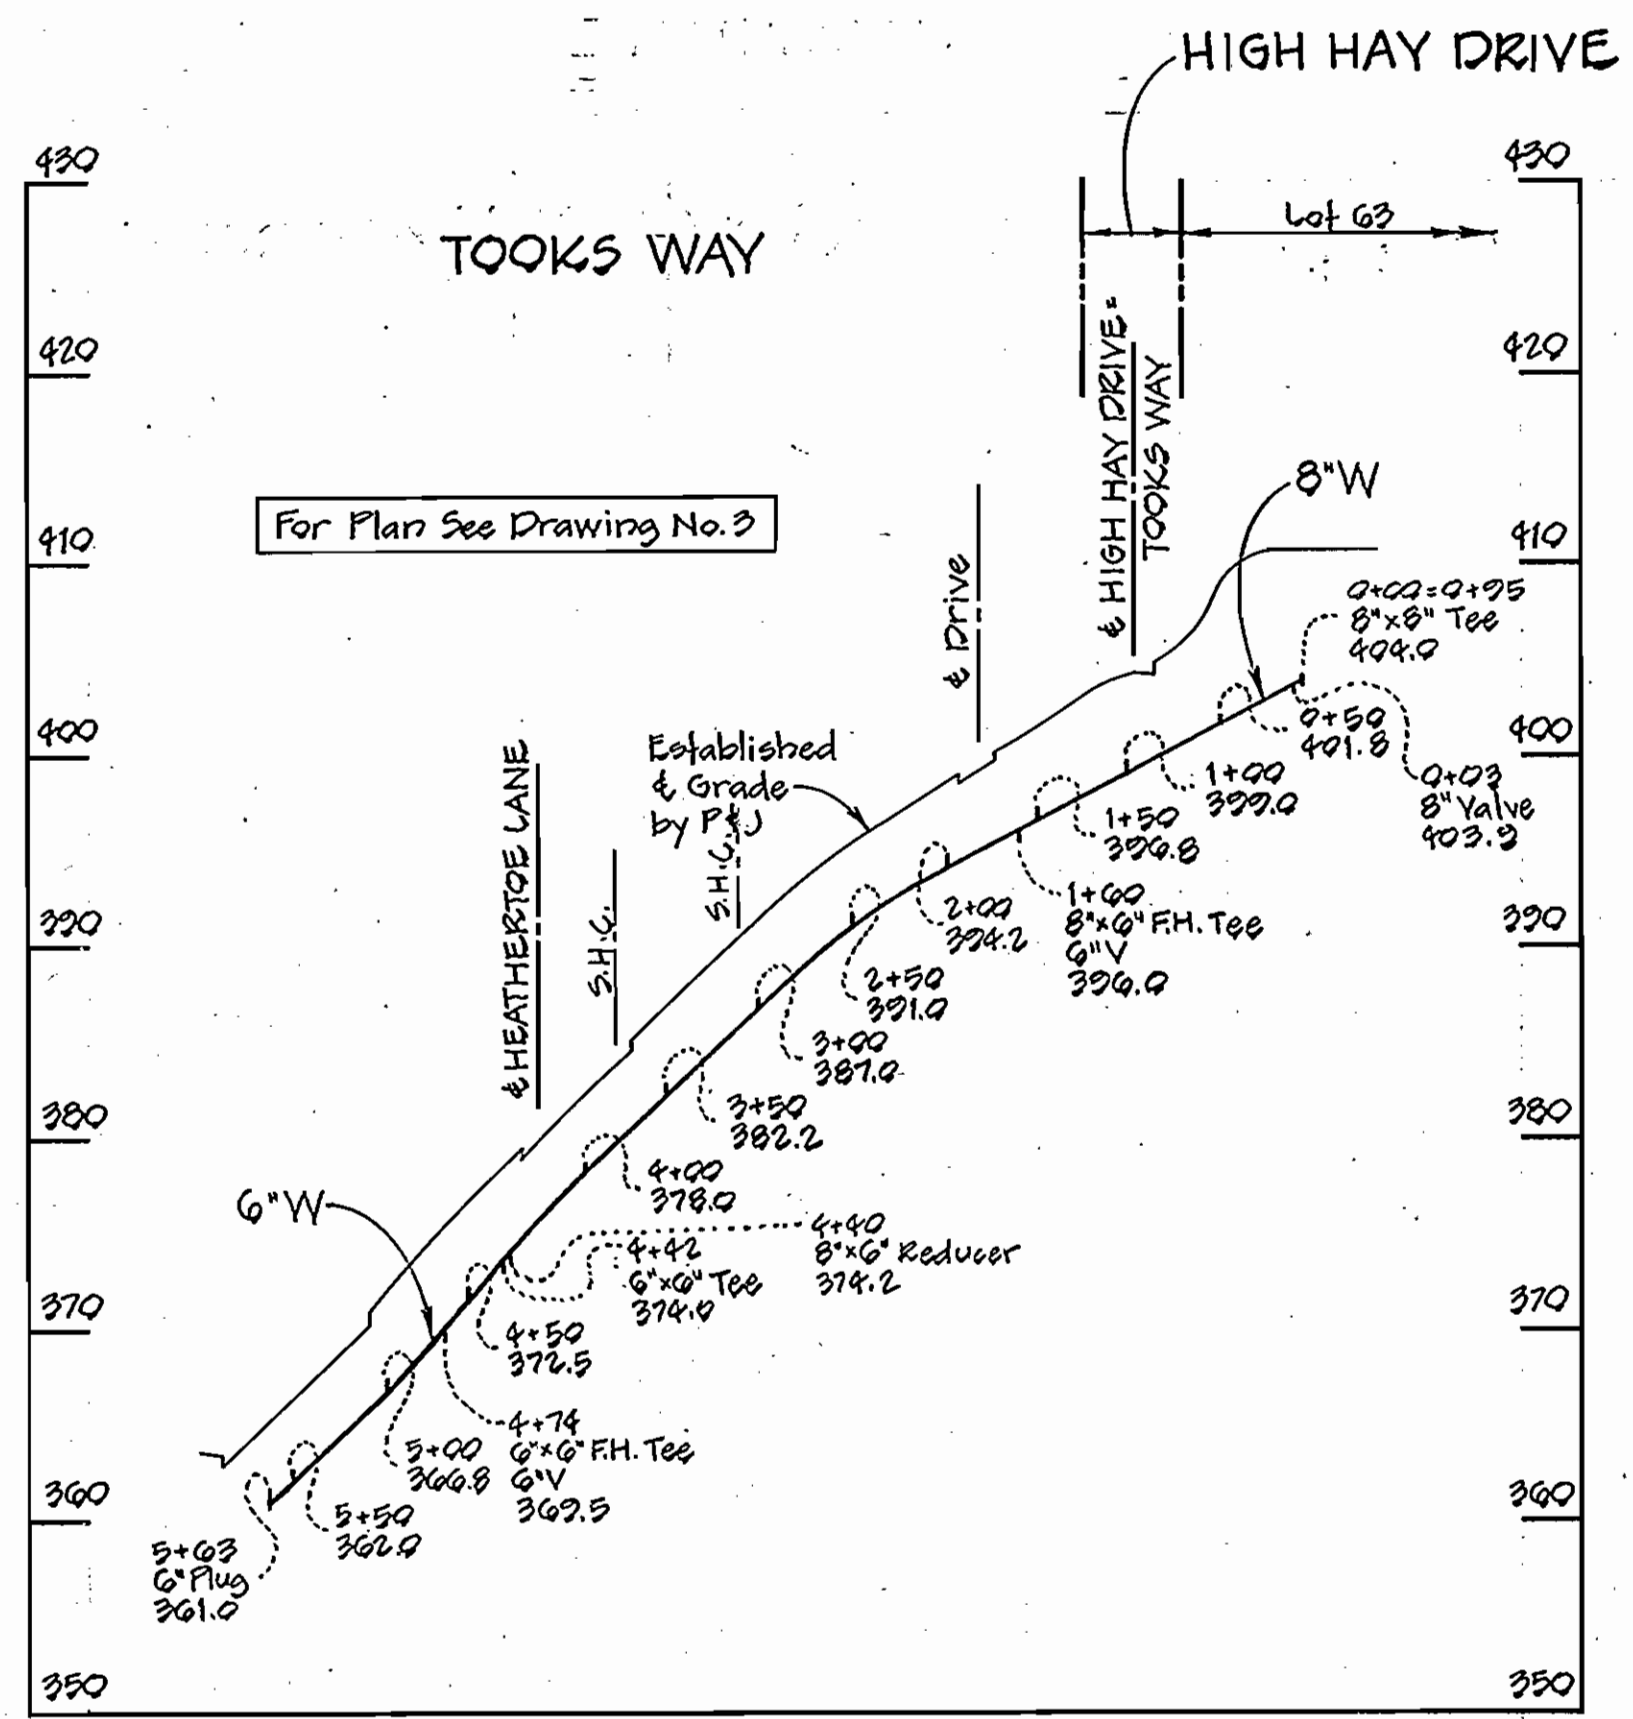 HIGH HAY DRIVE
430
430
Lot 63
TOOKS WAY
420
420
℄ HIGH HAY DRIVE =
TOOKS WAY
8"W
For Plan See Drawing No. 3
410
410
℄ Drive
0+00=0+95
8"x8" Tee
404.0
400
400
0+50
401.8
Established
℄ Grade
by P&J
0+03
8" Valve
403.9
1+00
399.0
1+50
396.8
℄ HEATHERTOE LANE
S.H.C.
S.H.C.
390
390
1+60
8"x6" F.H. Tee
6"V
396.0
2+00
394.2
2+50
391.0
3+00
387.0
380
380
3+50
382.2
4+00
378.0
6"W
4+40
8"x6" Reducer
374.2
4+42
6"x6" Tee
374.0
370
370
4+50
372.5
4+74
6"x6" F.H. Tee
6"V
369.5
5+00
366.8
360
360
5+50
362.0
5+63
6" Plug
361.0
350
350